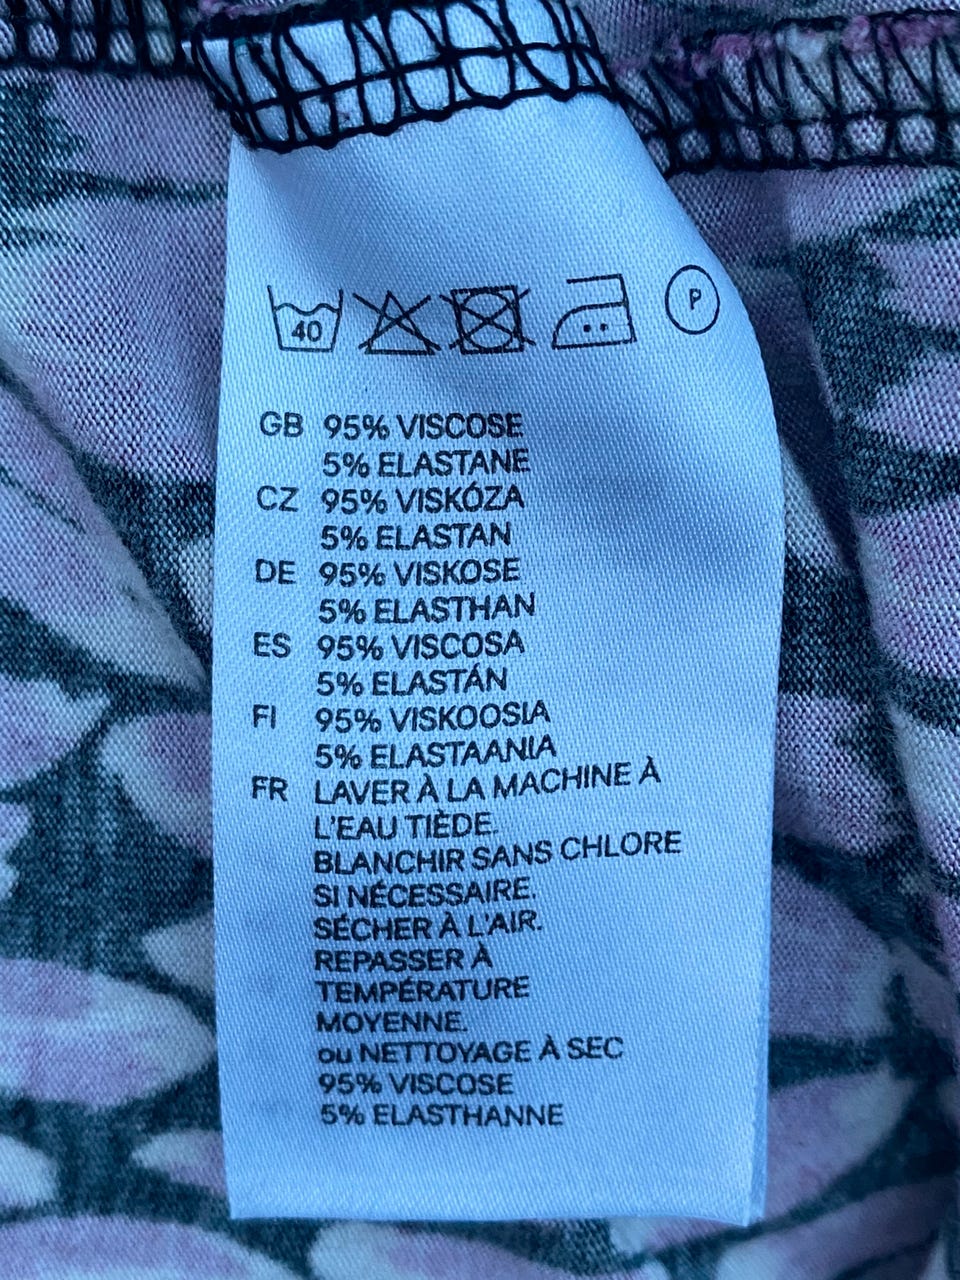 40 P
GB 95% VISCOSE
5% ELASTANE
CZ 95% VISKÓZA
5% ELASTAN
DE 95% VISKOSE
5% ELASTHAN
ES 95% VISCOSA
5% ELASTÁN
FI 95% VISKOOSIA
5% ELASTAANIA
FR LAVER À LA MACHINE À
L'EAU TIÈDE.
BLANCHIR SANS CHLORE
SI NÉCESSAIRE.
SÉCHER À L'AIR.
REPASSER À
TEMPÉRATURE
MOYENNE.
ou NETTOYAGE À SEC
95% VISCOSE
5% ELASTHANNE